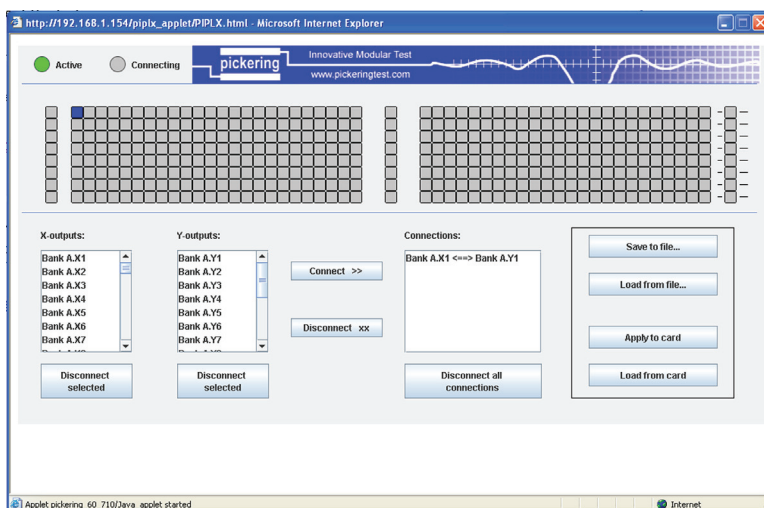 http://192.168.1.154/piplx_applet/PIPLX.html - Microsoft Internet Explorer
Active
Connecting
pickering
Innovative Modular Test
www.pickeringtest.com
X-outputs:
Bank A.X1
Bank A.X2
Bank A.X3
Bank A.X4
Bank A.X5
Bank A.X6
Bank A.X7
Disconnect
selected
Y-outputs:
Bank A.Y1
Bank A.Y2
Bank A.Y3
Bank A.Y4
Bank A.Y5
Bank A.Y6
Bank A.Y7
Disconnect
selected
Connect >>
Disconnect xx
Connections:
Bank A.X1 <==> Bank A.Y1
Disconnect all
connections
Save to file...
Load from file...
Apply to card
Load from card
Applet pickering_60_710/Java_applet started
Internet